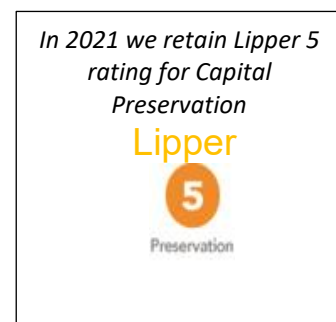 In 2021 we retain Lipper 5
rating for Capital
Preservation
Lipper
5
Preservation